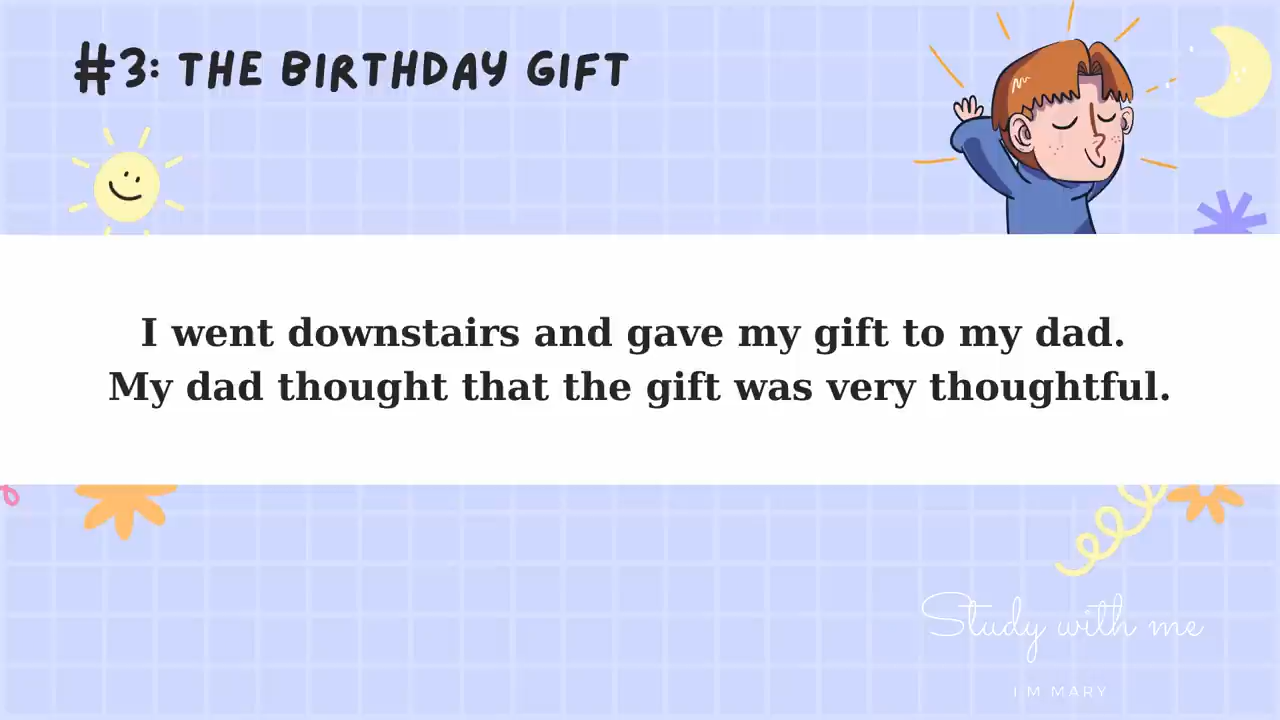 #3: THE BIRTHDAY GIFT
I went downstairs and gave my gift to my dad.
My dad thought that the gift was very thoughtful.
Study with me
I'M MARY